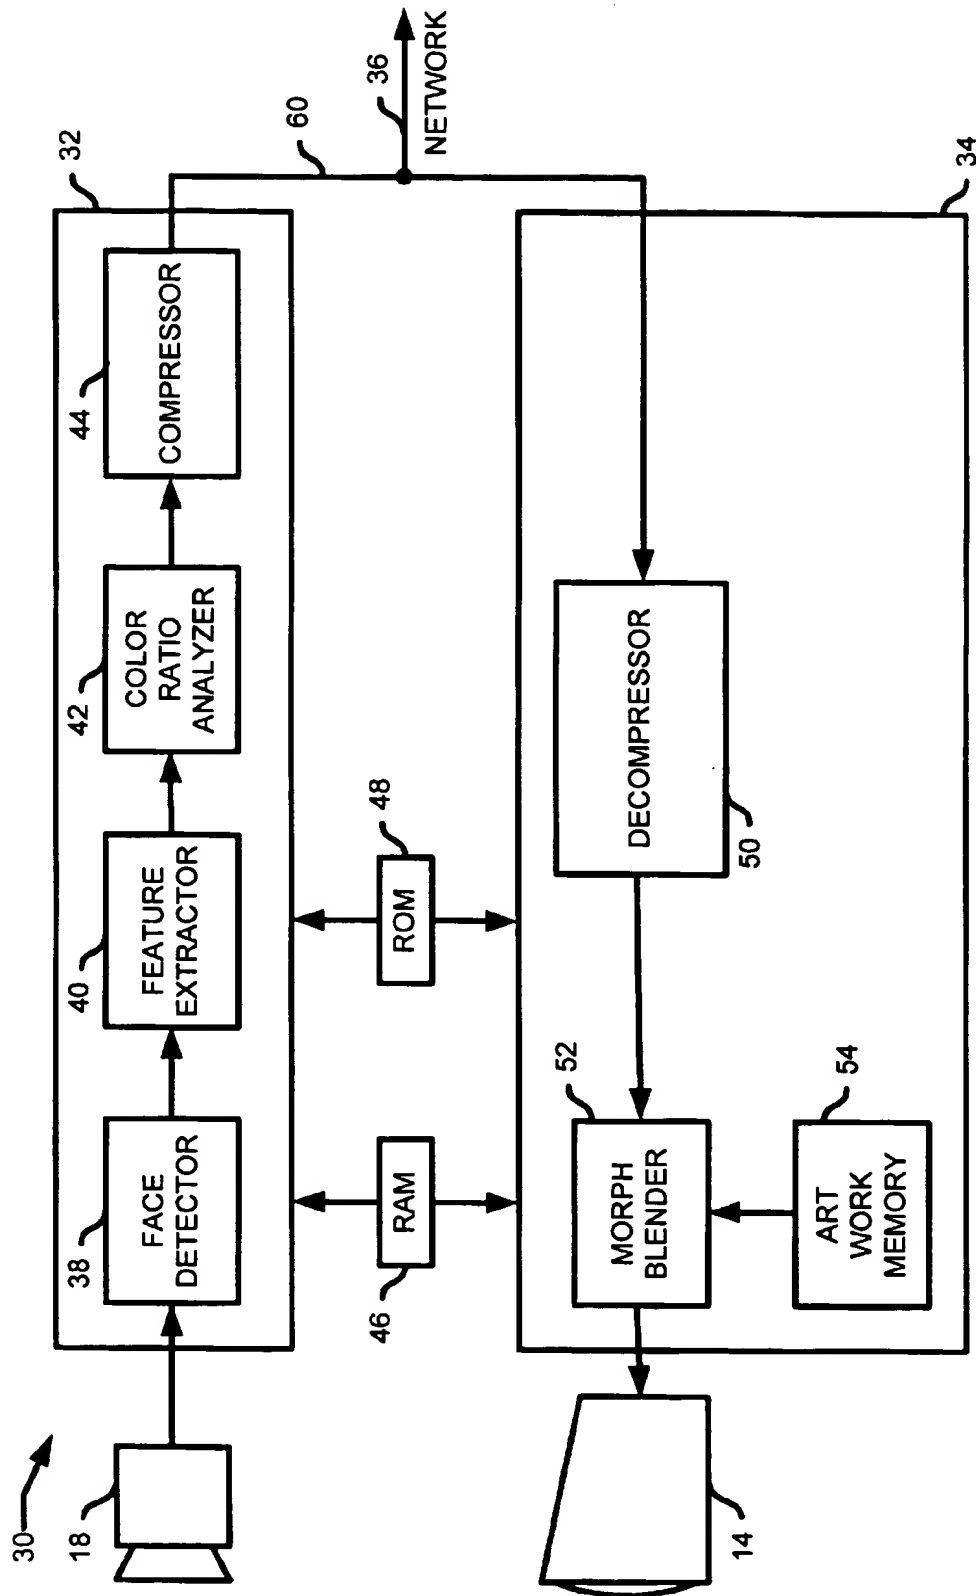 30
32
38
40
42
44
FACE
DETECTOR
FEATURE
EXTRACTOR
COLOR
RATIO
ANALYZER
COMPRESSOR
18
60
36
NETWORK
46
RAM
48
ROM
52
MORPH
BLENDER
DECOMPRESSOR
50
54
ART
WORK
MEMORY
14
34